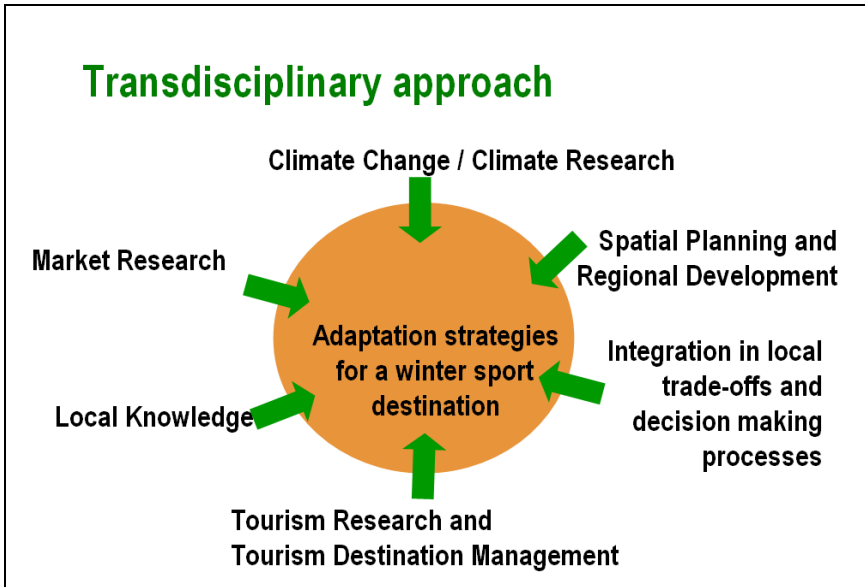 Transdisciplinary approach
Climate Change / Climate Research
Market Research
Spatial Planning and
Regional Development
Adaptation strategies
for a winter sport
destination
Integration in local
trade-offs and
decision making
processes
Local Knowledge
Tourism Research and
Tourism Destination Management